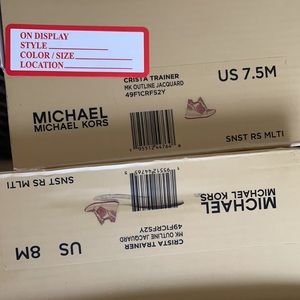 ON DISPLAY
STYLE
COLOR / SIZE
LOCATION
CRISTA TRAINER
MK OUTLINE JACQUARD
49F1CRFS2Y
US 7.5M
MICHAEL
MICHAEL KORS
SNST RS MLTI
SNST RS MLTI
MICHAEL
MICHAEL KORS
CRISTA TRAINER
MK OUTLINE JACQUARD
49F1CRFS2Y
US 8M